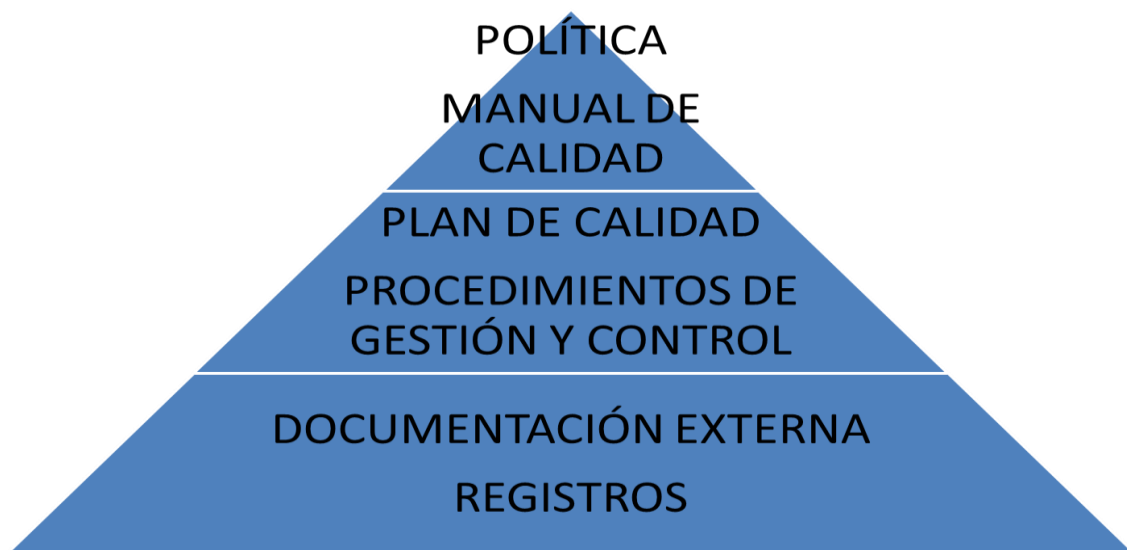 POLÍTICA
MANUAL DE
CALIDAD
PLAN DE CALIDAD
PROCEDIMIENTOS DE
GESTIÓN Y CONTROL
DOCUMENTACIÓN EXTERNA
REGISTROS